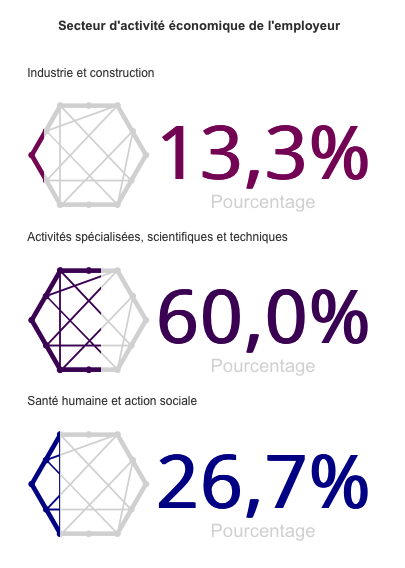 Secteur d'activité économique de l'employeur
Industrie et construction
13,3%
Pourcentage
Activités spécialisées, scientifiques et techniques
60,0%
Pourcentage
Santé humaine et action sociale
26,7%
Pourcentage